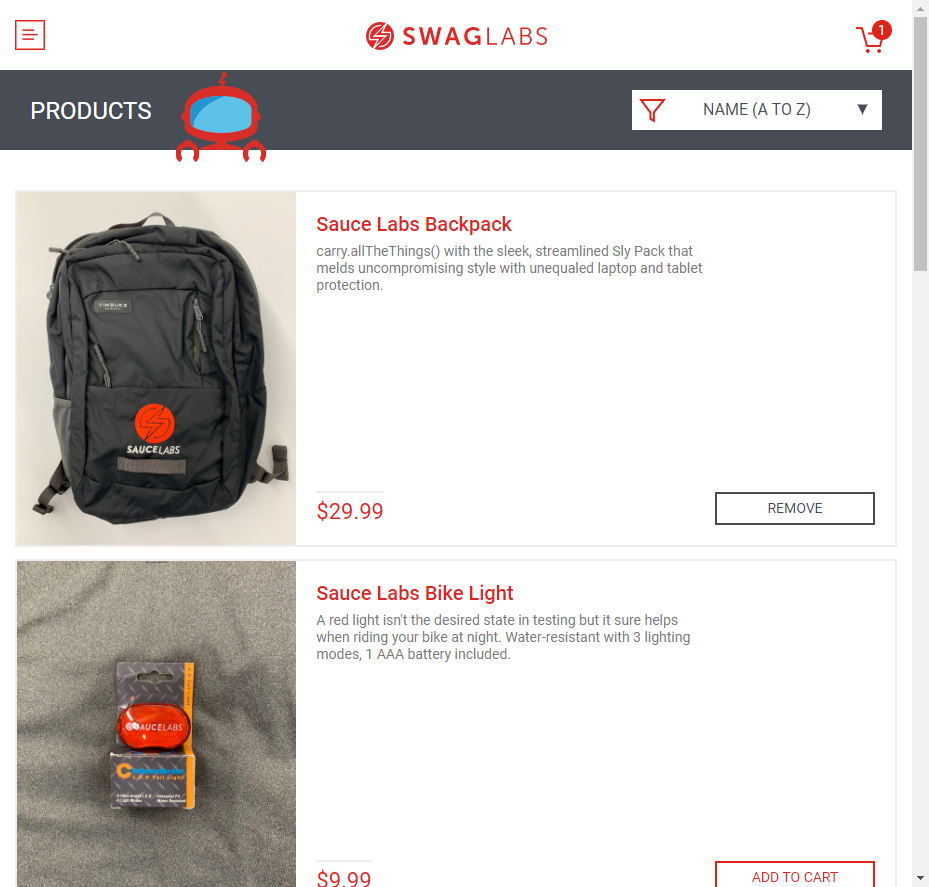 SWAGLABS
1
PRODUCTS
NAME (A TO Z)
▼
Sauce Labs Backpack
carry.allTheThings() with the sleek, streamlined Sly Pack that
melds uncompromising style with unequaled laptop and tablet
protection.
TIMBUK2
SAUCELABS
$29.99
REMOVE
Sauce Labs Bike Light
A red light isn't the desired state in testing but it sure helps
when riding your bike at night. Water-resistant with 3 lighting
modes, 1 AAA battery included.
SAUCELABS
L.E.D Tail Light
$9.99
ADD TO CART